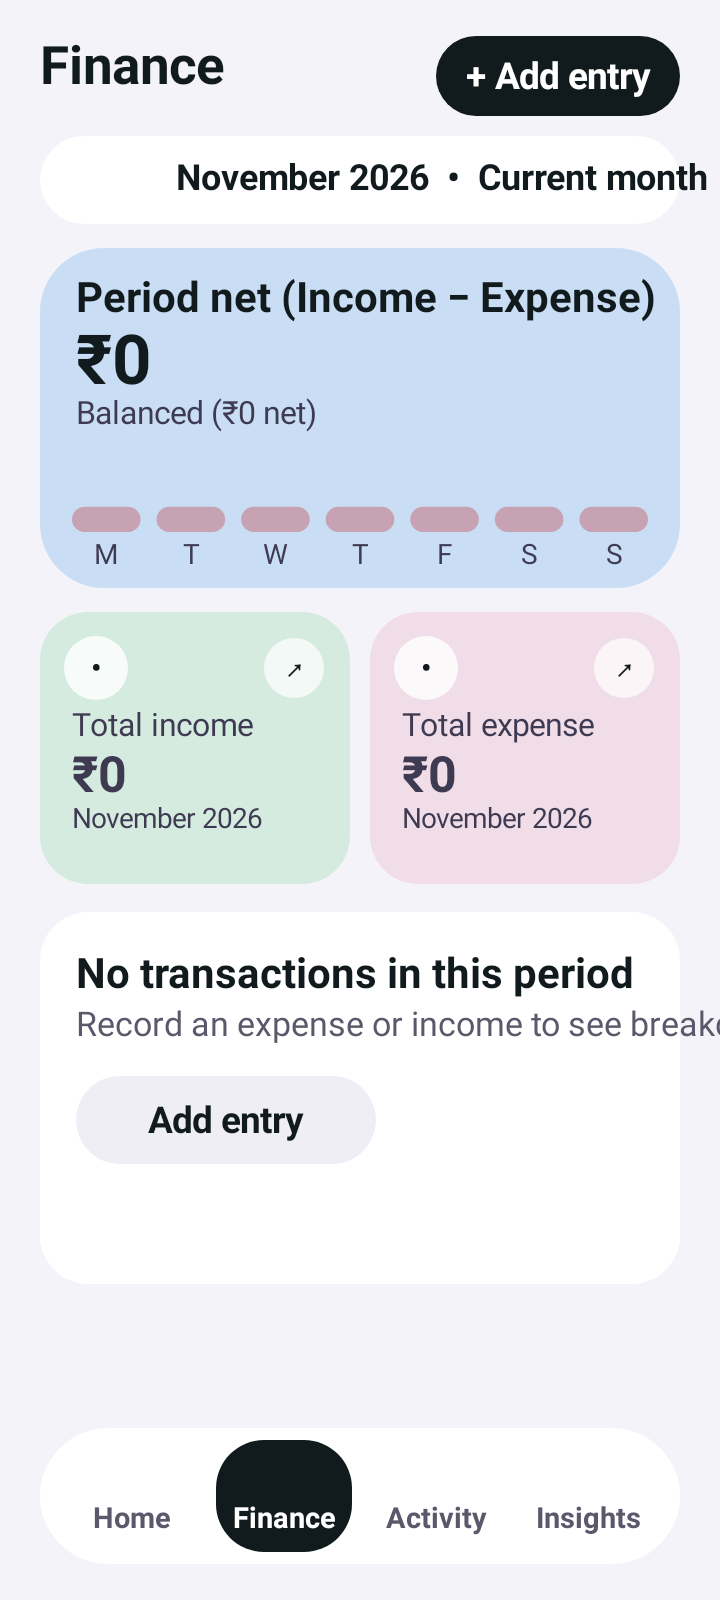 Finance
+ Add entry
November 2026 • Current month
Period net (Income − Expense)
₹0
Balanced (₹0 net)
M T W T F S S
• ➚ • ➚
Total income Total expense
₹0 ₹0
November 2026 November 2026
No transactions in this period
Record an expense or income to see
Add entry
Home Finance Activity Insights